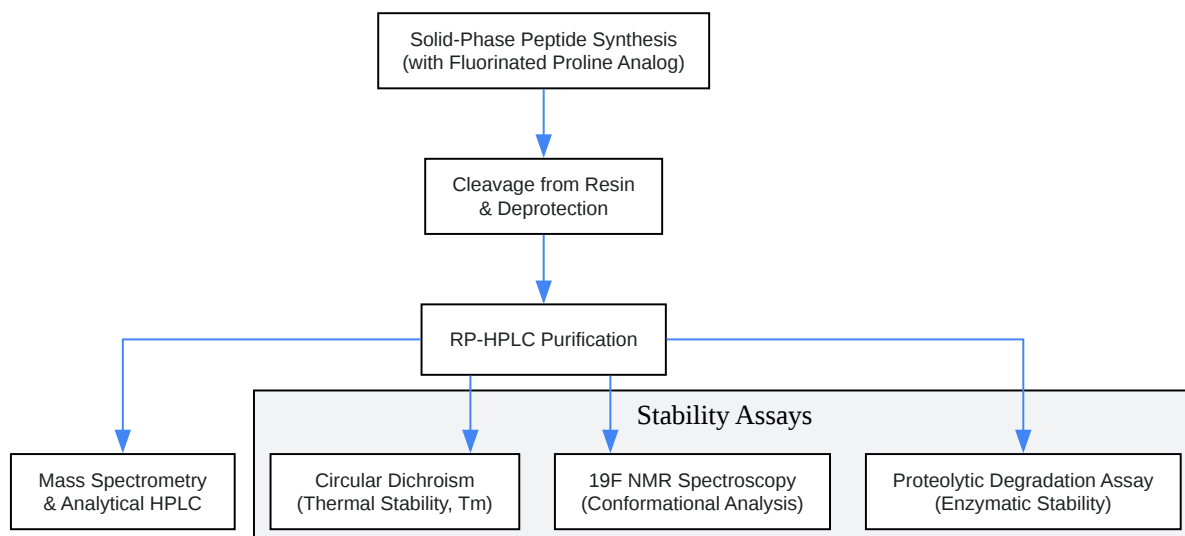 Solid-Phase Peptide Synthesis
(with Fluorinated Proline Analog)
Cleavage from Resin
& Deprotection
RP-HPLC Purification
Stability Assays
Mass Spectrometry
& Analytical HPLC
Circular Dichroism
(Thermal Stability, Tm)
19F NMR Spectroscopy
(Conformational Analysis)
Proteolytic Degradation Assay
(Enzymatic Stability)